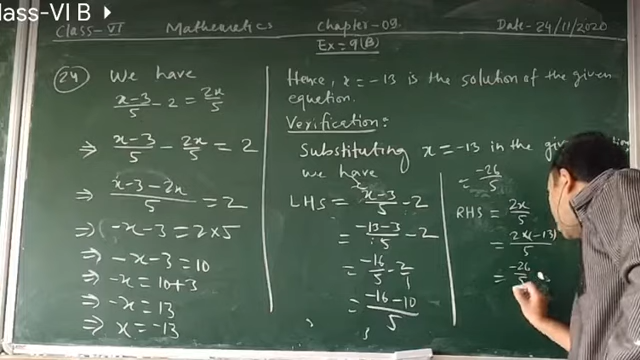 lass-VI B
Class-VI Mathematics Chapter-09. Date-24/11/2020
Ex=9(B)
24 We have
x-3/5 - 2 = 2x/5
⇒ x-3/5 - 2x/5 = 2
⇒ x-3-2x/5 = 2
⇒ -x-3 = 2×5
⇒ -x-3 = 10
⇒ -x = 10+3
⇒ -x = 13
⇒ x = -13
Hence, x = -13 is the solution of the given
equation.
Verification:
Substituting x = -13 in the given
we have
LHS = x-3/5 - 2
= -13-3/5 - 2
= -16/5 - 2/1
= -16-10/5
= -26/5
RHS = 2x/5
= 2×(-13)/5
= -26/5